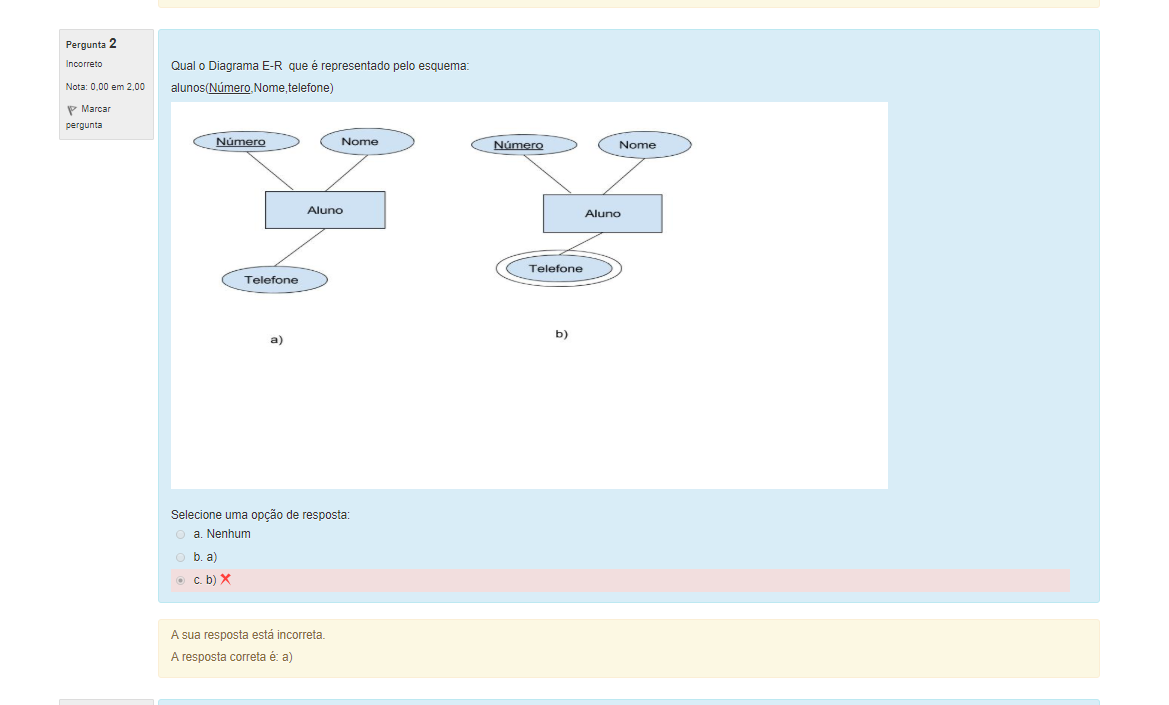 Pergunta 2
Incorreto
Nota: 0,00 em 2,00
Marcar
pergunta
Qual o Diagrama E-R  que é representado pelo esquema:
alunos(Número,Nome,telefone)
Número
Nome
Aluno
Telefone
a)
Número
Nome
Aluno
Telefone
b)
Selecione uma opção de resposta:
a. Nenhum
b. a)
c. b)
A sua resposta está incorreta.
A resposta correta é: a)